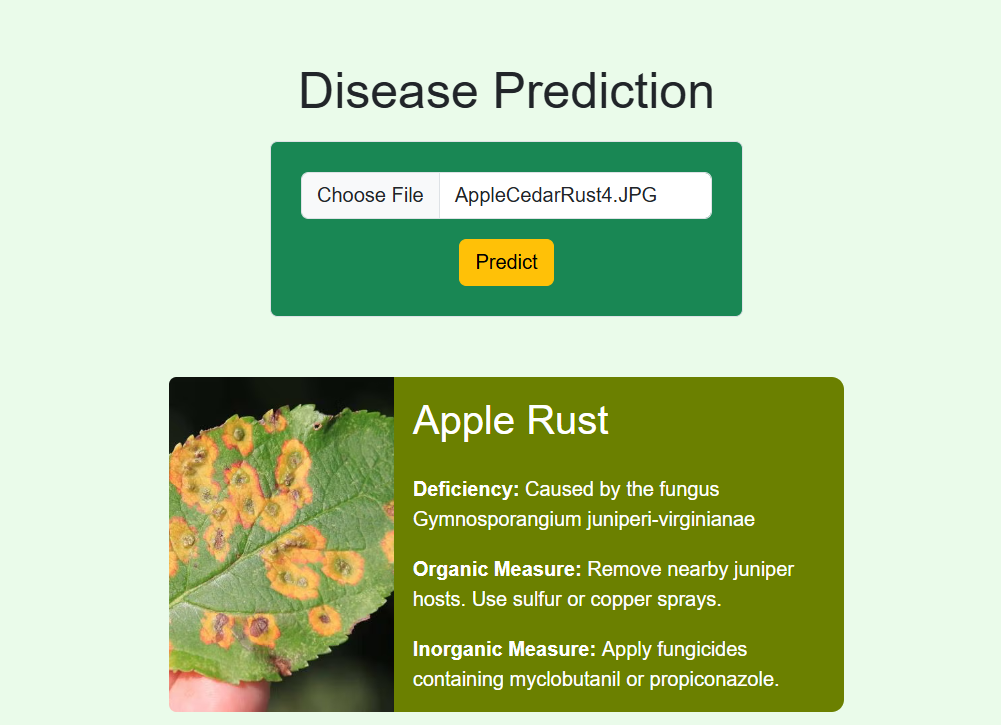 Disease Prediction
Choose File AppleCedarRust4.JPG
Predict
Apple Rust
Deficiency: Caused by the fungus
Gymnosporangium juniperi-virginianae
Organic Measure: Remove nearby juniper
hosts. Use sulfur or copper sprays.
Inorganic Measure: Apply fungicides
containing myclobutanil or propiconazole.